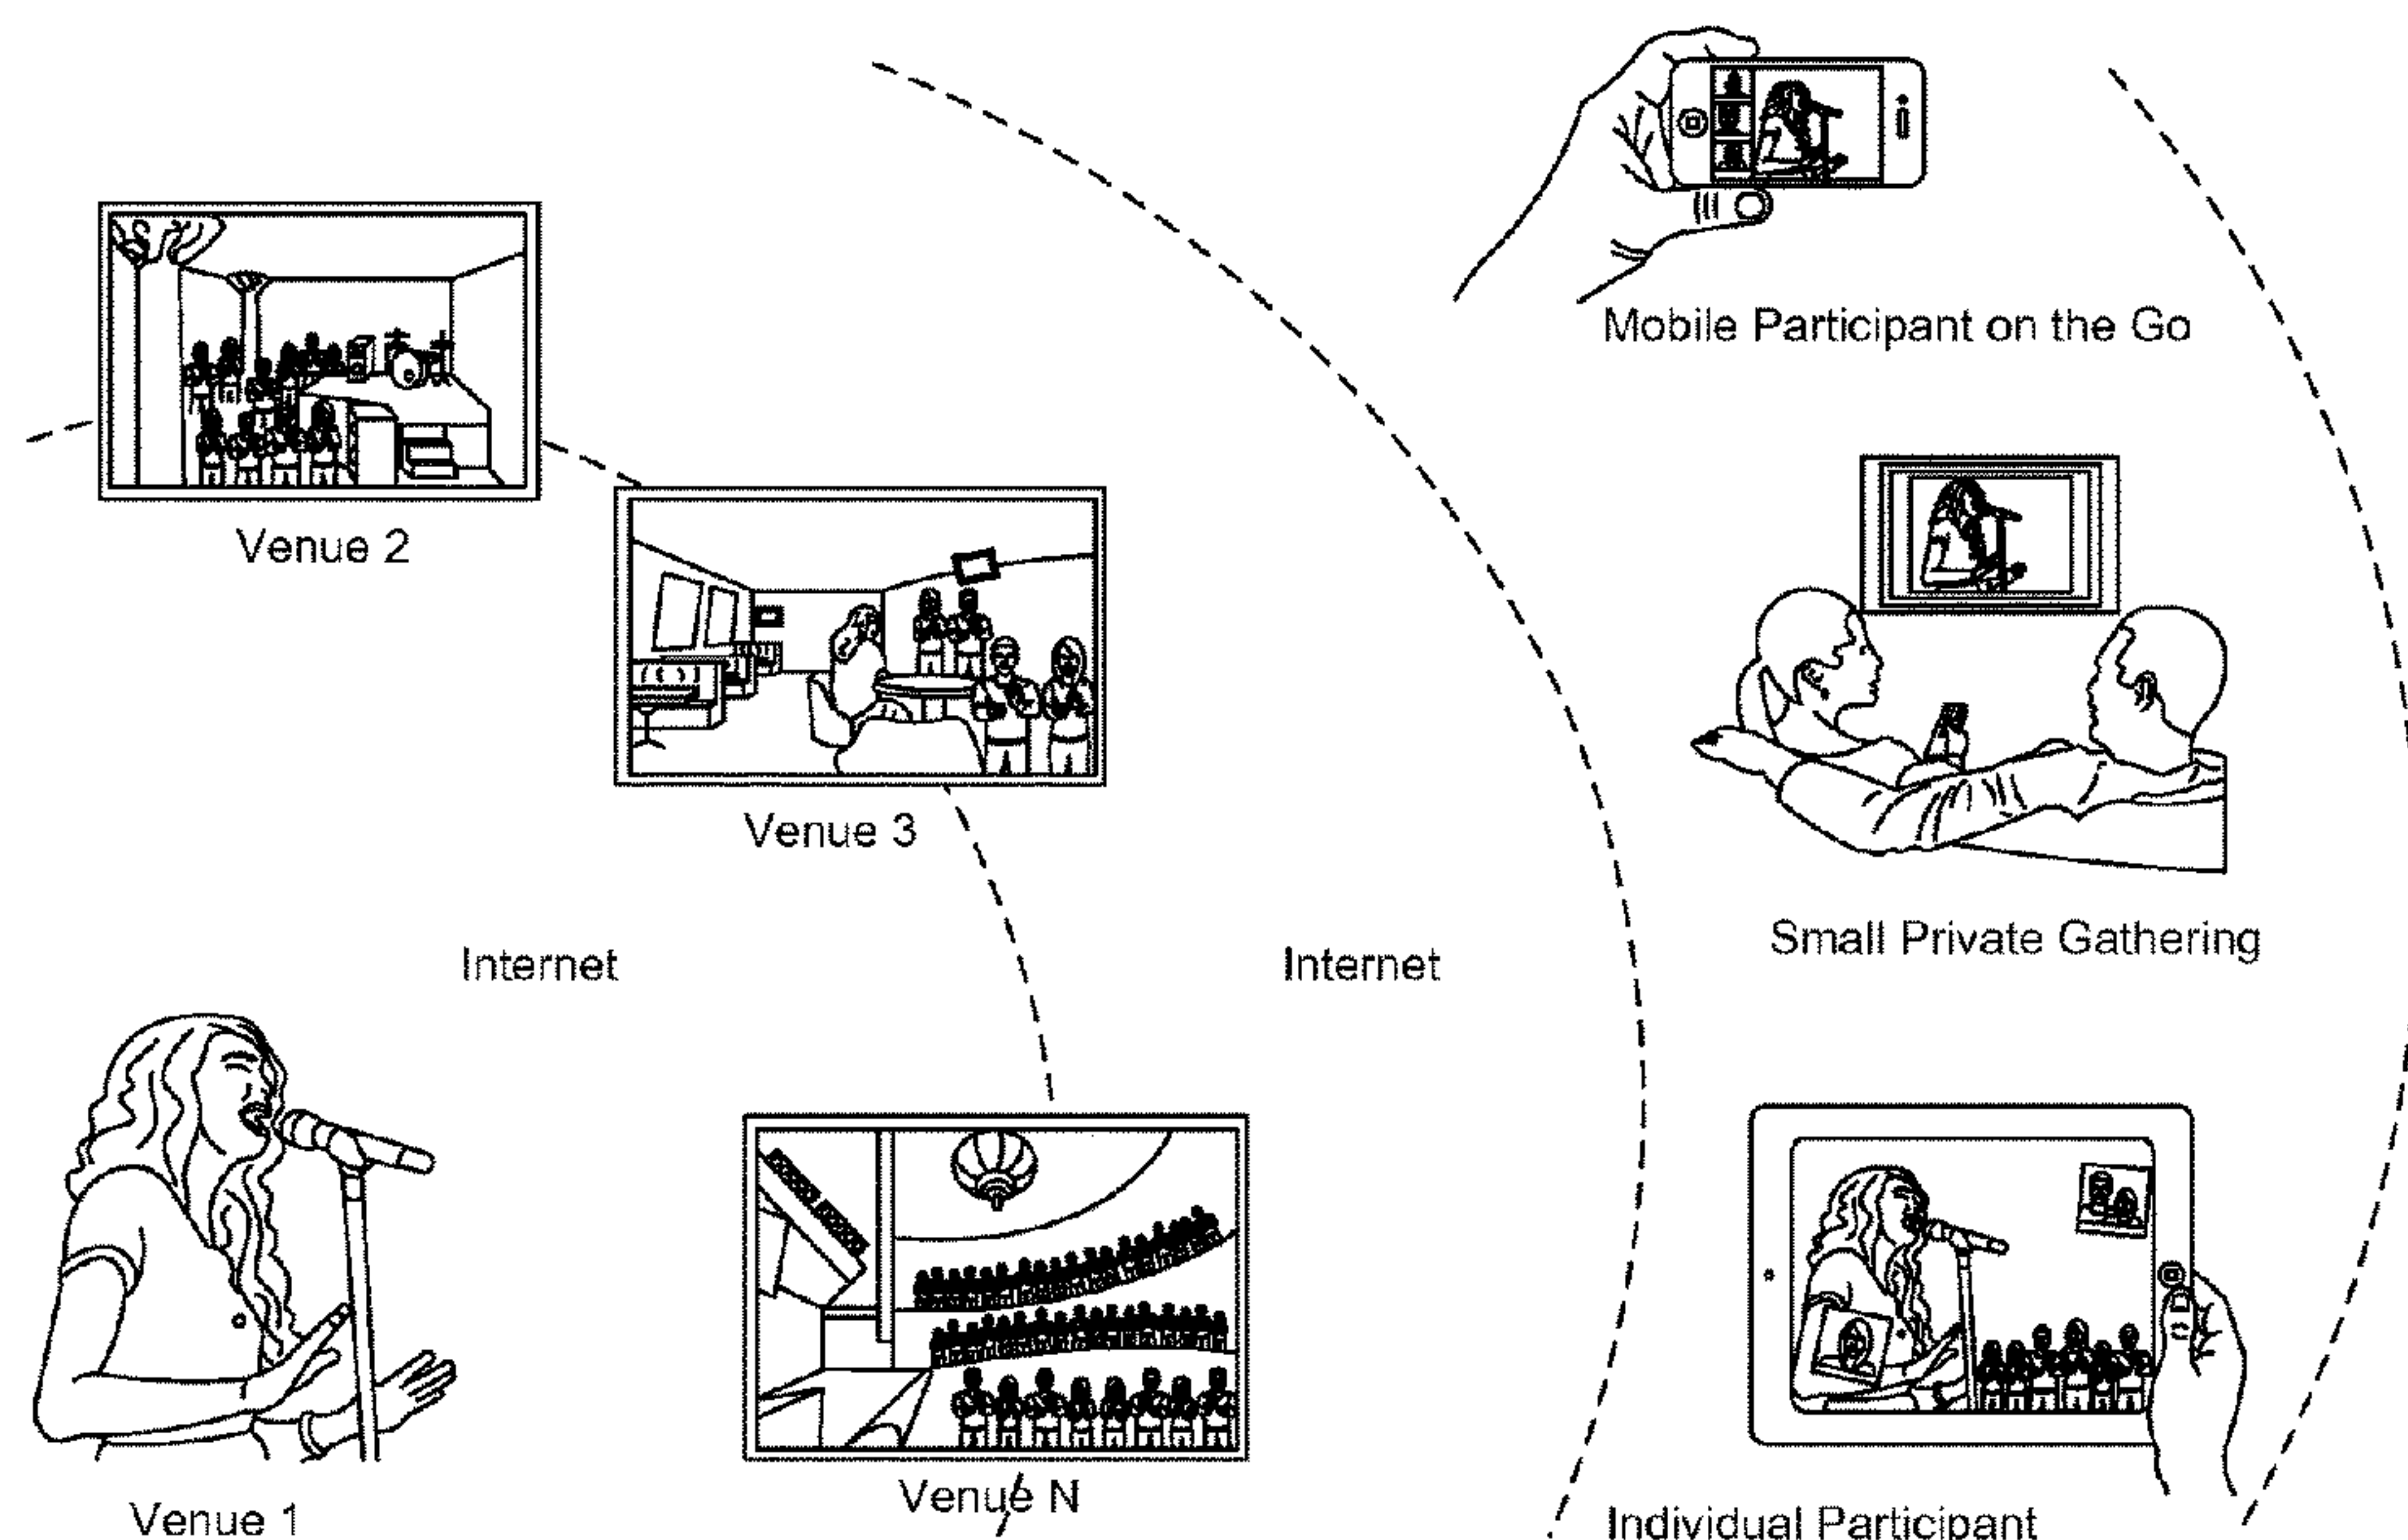 Mobile Participant on the Go
Venue 2
Venue 3
Small Private Gathering
Internet
Internet
Venue 1
Venue N
Individual Participant